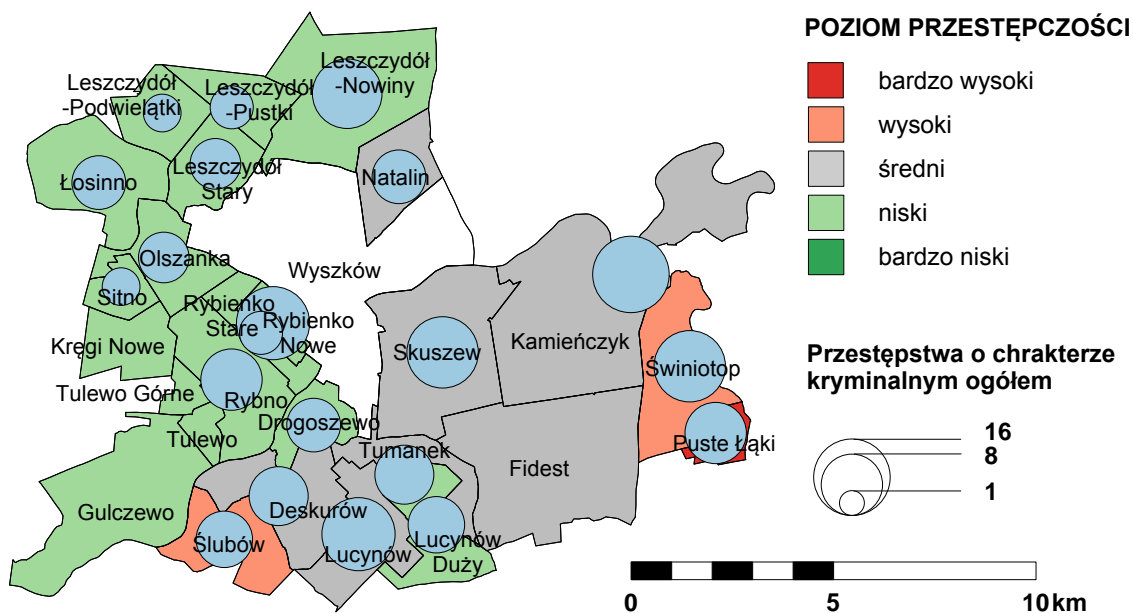 Leszczydół
-Nowiny
Leszczydół
-Podwielątki
Leszczydół
-Pustki
Łosinno
Leszczydół
Stary
Natalin
Olszanka
Wyszków
Sitno
Rybienko
Stare
Rybienko
Nowe
Kręgi Nowe
Skuszew
Kamieńczyk
Świniotop
Tulewo Górne
Rybno
Drogoszewo
Tulewo
Tumanek
Puste Łąki
Fidest
Gulczewo
Deskurów
Ślubów
Lucynów
Lucynów
Duży
POZIOM PRZESTĘPCZOŚCI
bardzo wysoki
wysoki
średni
niski
bardzo niski
Przestępstwa o chrakterze
kryminalnym ogółem
16
8
1
0 5 10 km